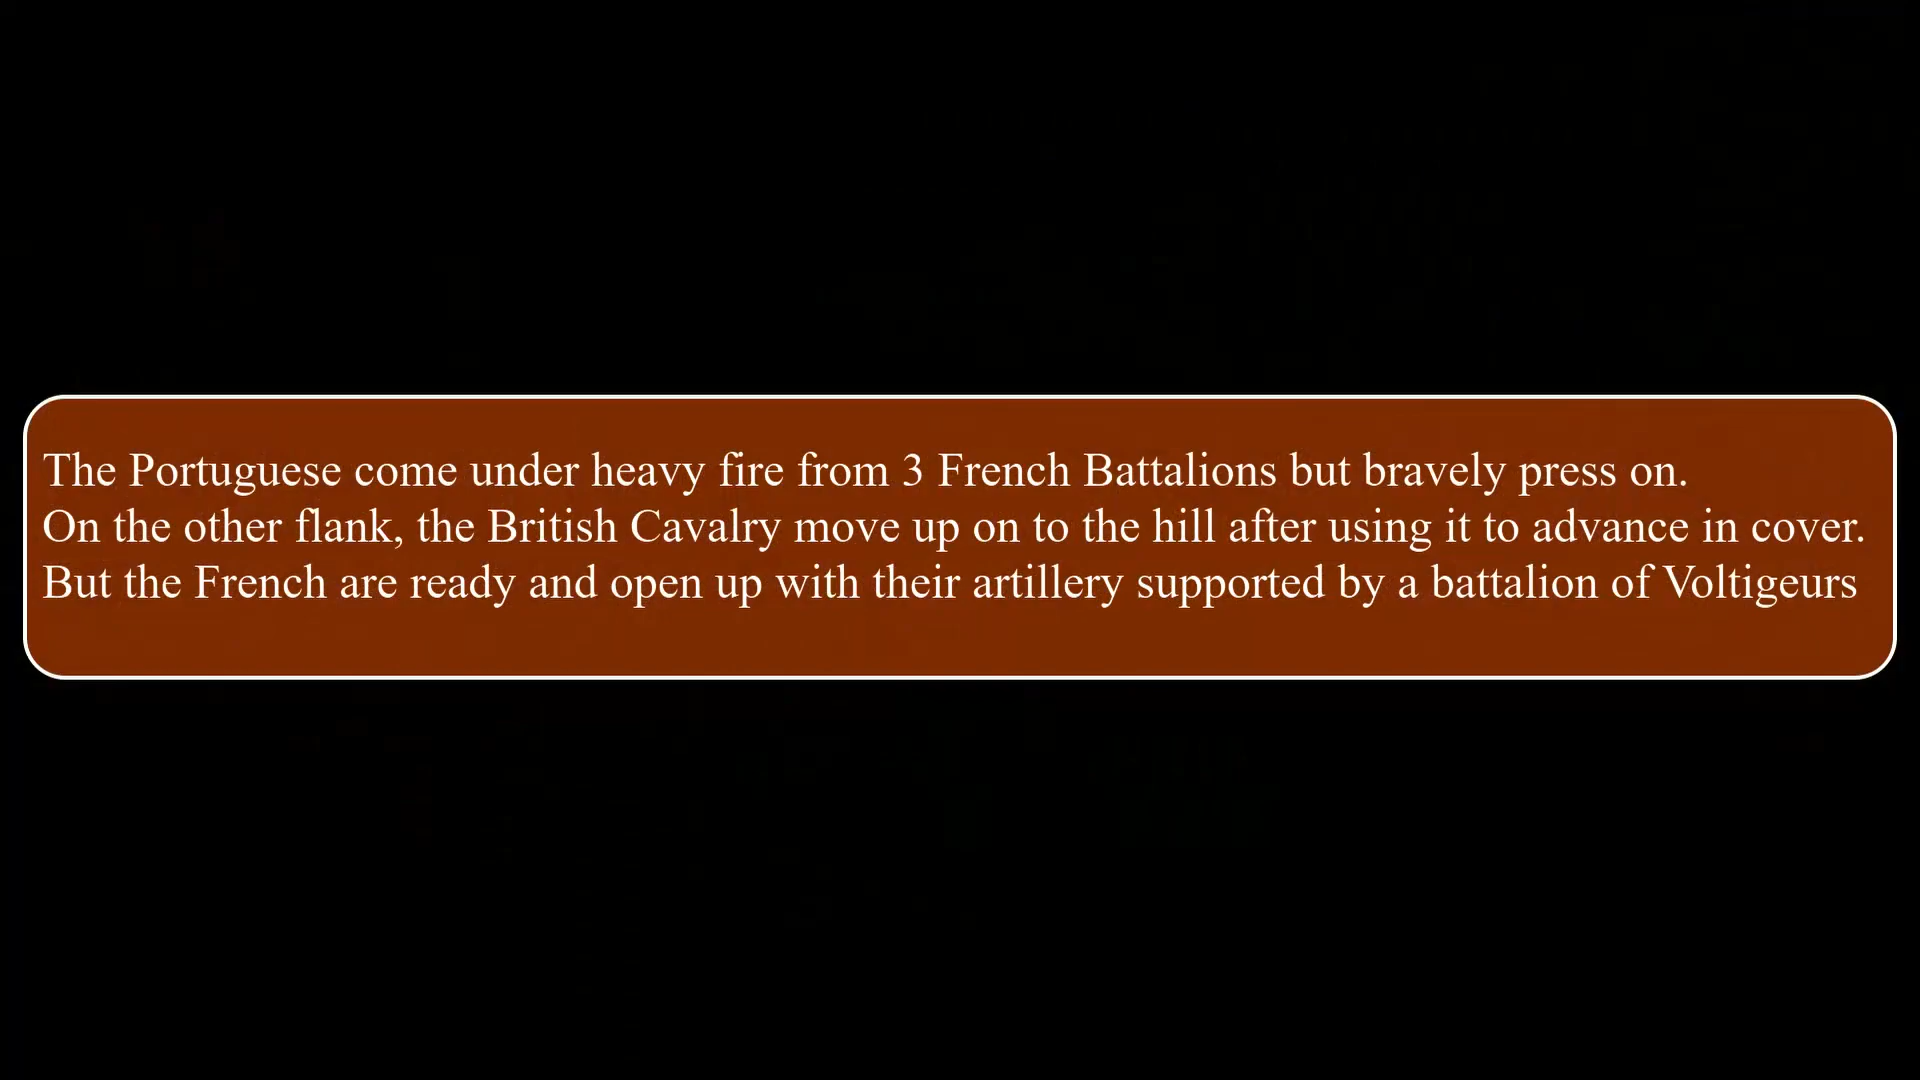 The Portuguese come under heavy fire from 3 French Battalions but bravely press on.
On the other flank, the British Cavalry move up on to the hill after using it to advance in cover.
But the French are ready and open up with their artillery supported by a battalion of Voltigeurs